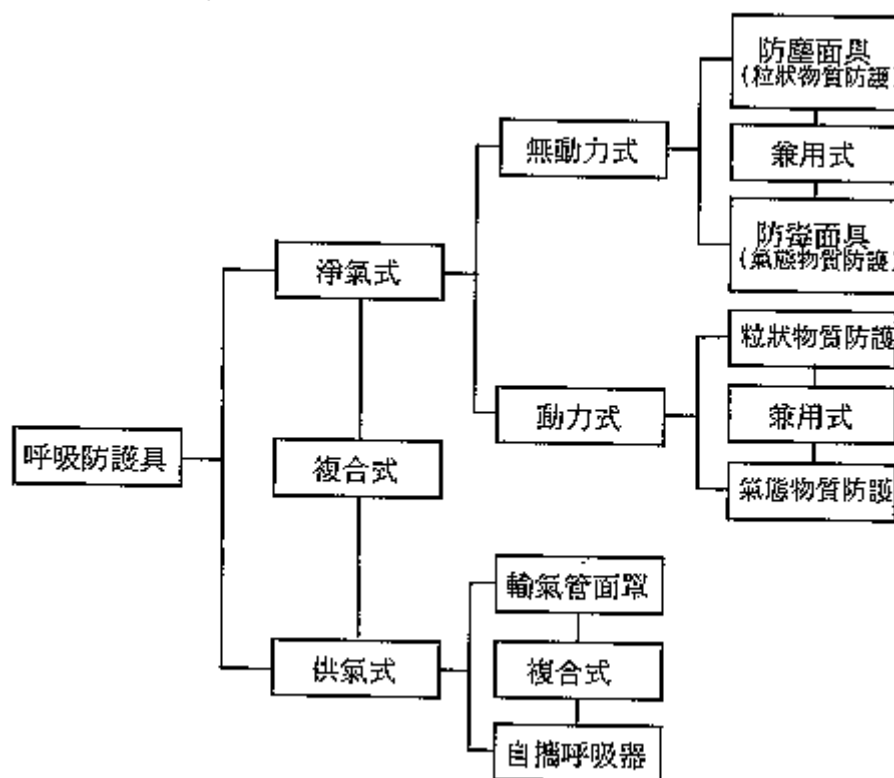 防塵面具
(粒狀物質防護)
無動力式
兼用式
防毒面具
(氣態物質防護)
淨氣式
粒狀物質防護
動力式
兼用式
呼吸防護具
複合式
氣態物質防護
輸氣管面罩
供氣式
複合式
自攜呼吸器